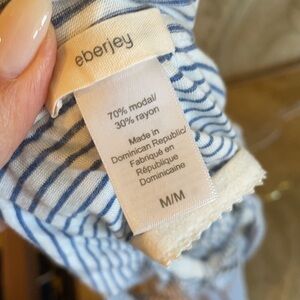 eberjey
70% modal/
30% rayon
Made in
Dominican Republic/
Fabriqué en
République
Dominicaine
M/M